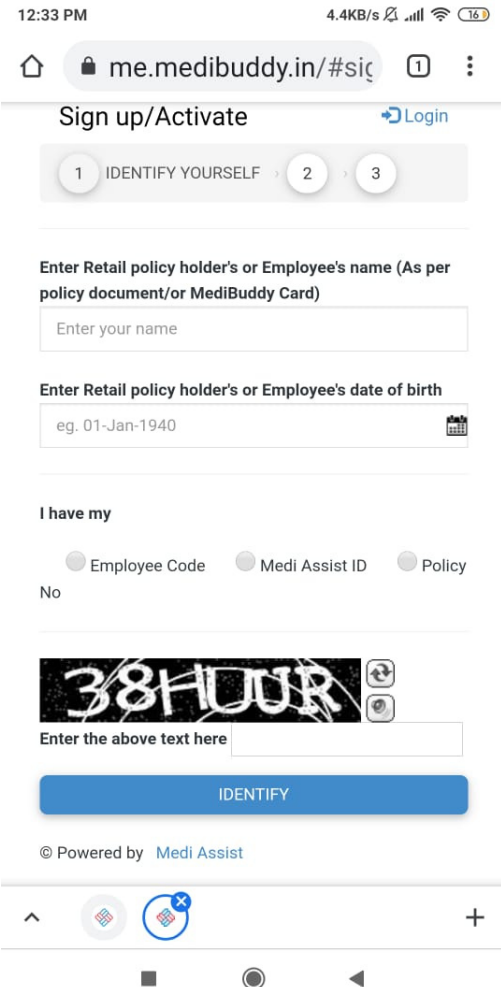 12:33 PM
4.4KB/s
16
me.medibuddy.in/#sig
1
Sign up/Activate
Login
1 IDENTIFY YOURSELF 2 3
Enter Retail policy holder's or Employee's name (As per
policy document/or MediBuddy Card)
Enter your name
Enter Retail policy holder's or Employee's date of birth
eg. 01-Jan-1940
I have my
Employee Code Medi Assist ID Policy
No
38HUUR
Enter the above text here
IDENTIFY
© Powered by Medi Assist